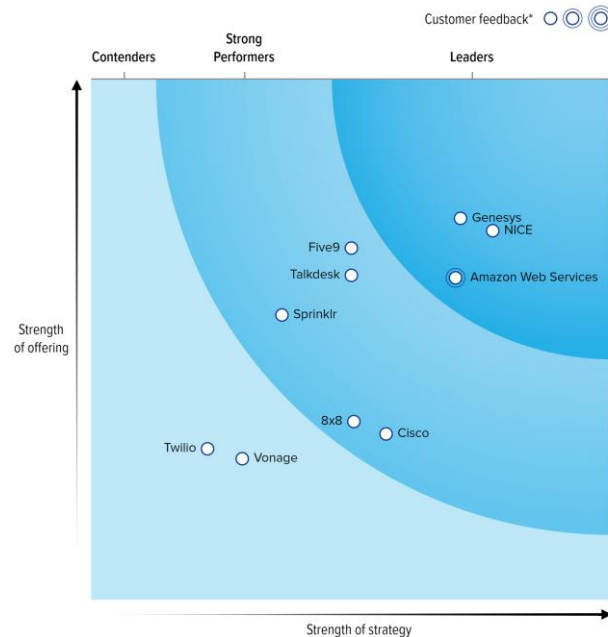 Customer feedback*
Strong
Contenders Performers Leaders
Genesys
NICE
Five9
Talkdesk Amazon Web Services
Sprinklr
Strength
of offering
8x8
Cisco
Twilio
Vonage
Strength of strategy